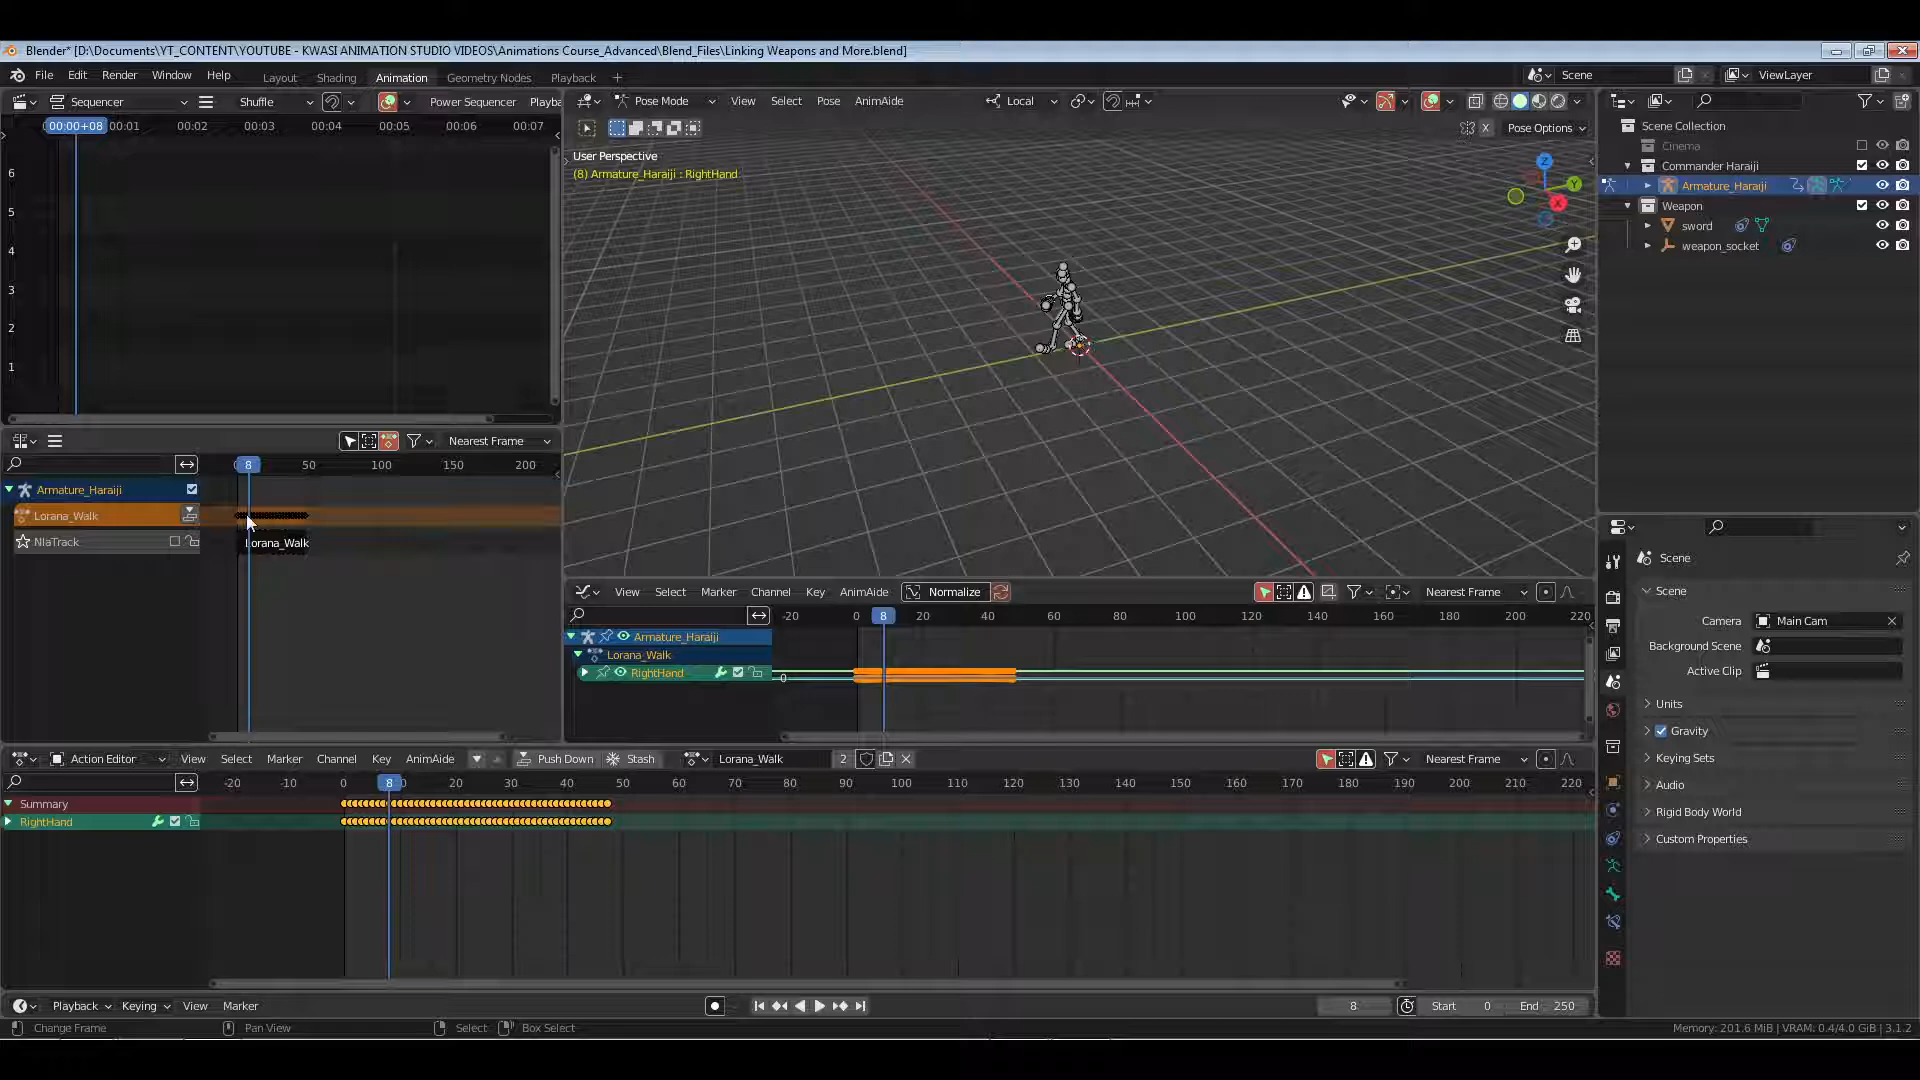 Blender* [D:\Documents\YT_CONTENT\YOUTUBE - KWASI ANIMATION STUDIO VIDEOS\Animations Course_Advanced\Blend_Files\Linking Weapons and More.blend]
File Edit Render Window Help Layout Shading Animation Geometry Nodes Playback + Scene ViewLayer
Sequencer Shuffle Power Sequencer Playba
00:00+08 00:01 00:02 00:03 00:04 00:05 00:06 00:07
6
5
4
3
2
1
Pose Mode View Select Pose AnimAide Local
X Pose Options
User Perspective
(8) Armature_Haraiji : RightHand
Z
Y
X
Scene Collection
Cinema
Commander Haraiji
Armature_Haraiji
Weapon
sword
weapon_socket
Nearest Frame
8 50 100 150 200
Armature_Haraiji
Lorana_Walk
NlaTrack
Lorana_Walk
View Select Marker Channel Key AnimAide Normalize Nearest Frame
-20 0 8 20 40 60 80 100 120 140 160 180 200 220
Armature_Haraiji
Lorana_Walk
RightHand
0
Action Editor View Select Marker Channel Key AnimAide Push Down Stash Lorana_Walk 2 Nearest Frame
-20 -10 0 8 20 30 40 50 60 70 80 90 100 110 120 130 140 150 160 170 180 190 200 210 220
Summary
RightHand
Scene
Scene
Camera Main Cam
Background Scene
Active Clip
Units
Gravity
Keying Sets
Audio
Rigid Body World
Custom Properties
Playback Keying View Marker 8 Start 0 End 250
Change Frame Pan View Select Box Select Memory: 201.6 MiB | VRAM: 0.4/4.0 GiB | 3.1.2